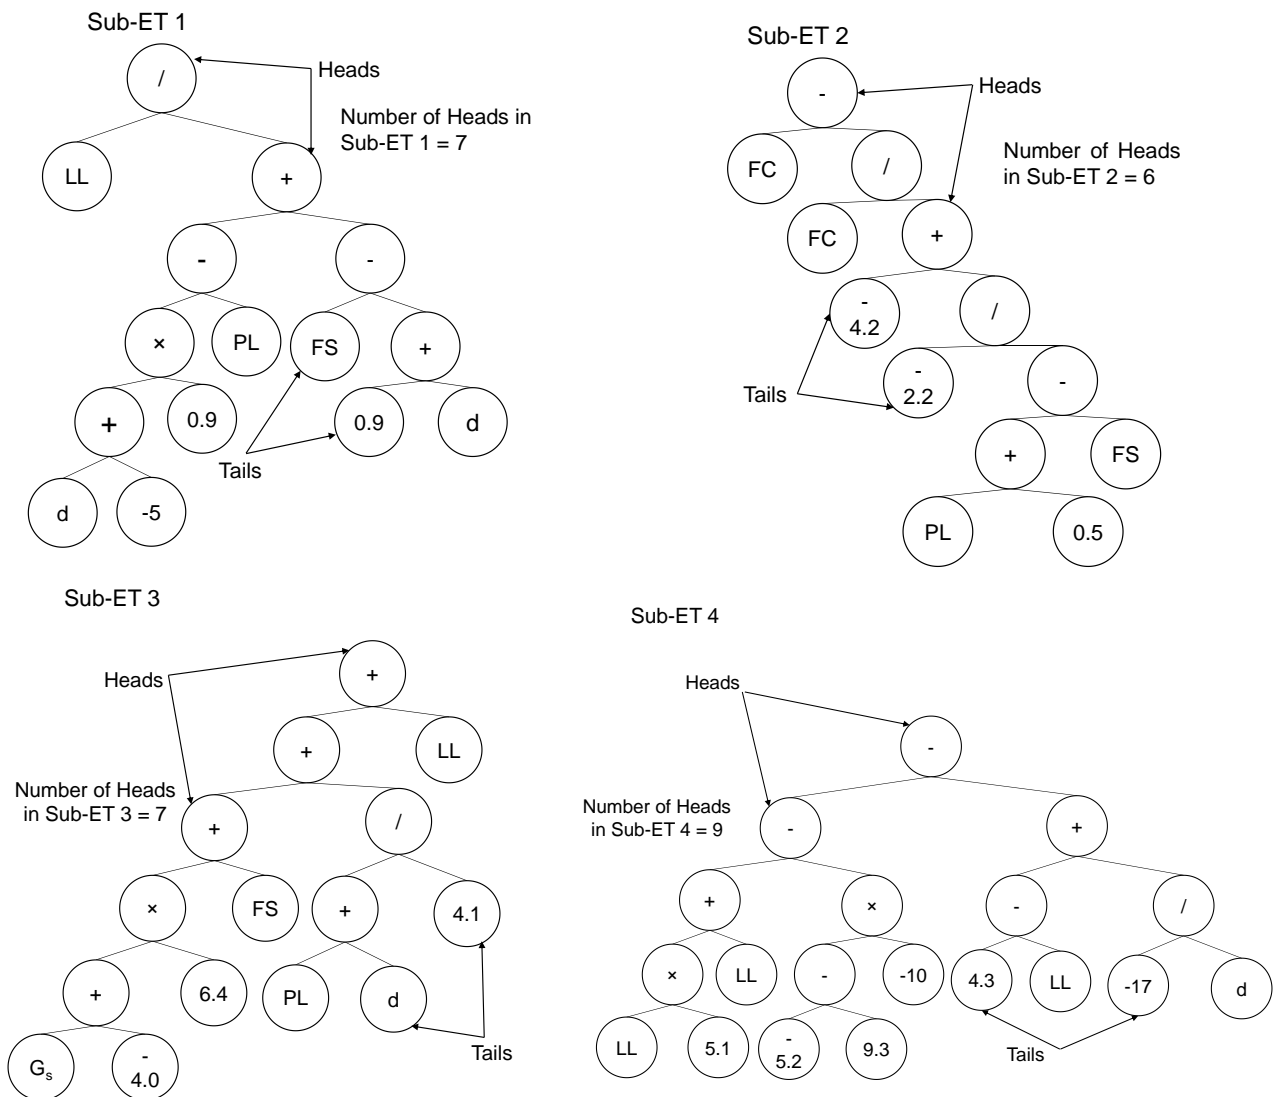 Sub-ET 1
/
Heads
Number of Heads in
Sub-ET 1 = 7
LL
+
-
-
×
PL
FS
+
+
0.9
0.9
d
Tails
d
-5
Sub-ET 2
-
Heads
FC
/
Number of Heads
in Sub-ET 2 = 6
FC
+
-
4.2
/
Tails
-
2.2
-
+
FS
PL
0.5
Sub-ET 3
Heads
+
+
LL
Number of Heads
in Sub-ET 3 = 7
+
/
×
FS
+
4.1
+
6.4
PL
d
Gs
-
4.0
Tails
Sub-ET 4
Heads
-
Number of Heads
in Sub-ET 4 = 9
-
+
+
×
-
/
×
LL
-
-10
4.3
LL
-17
d
LL
5.1
-
5.2
9.3
Tails